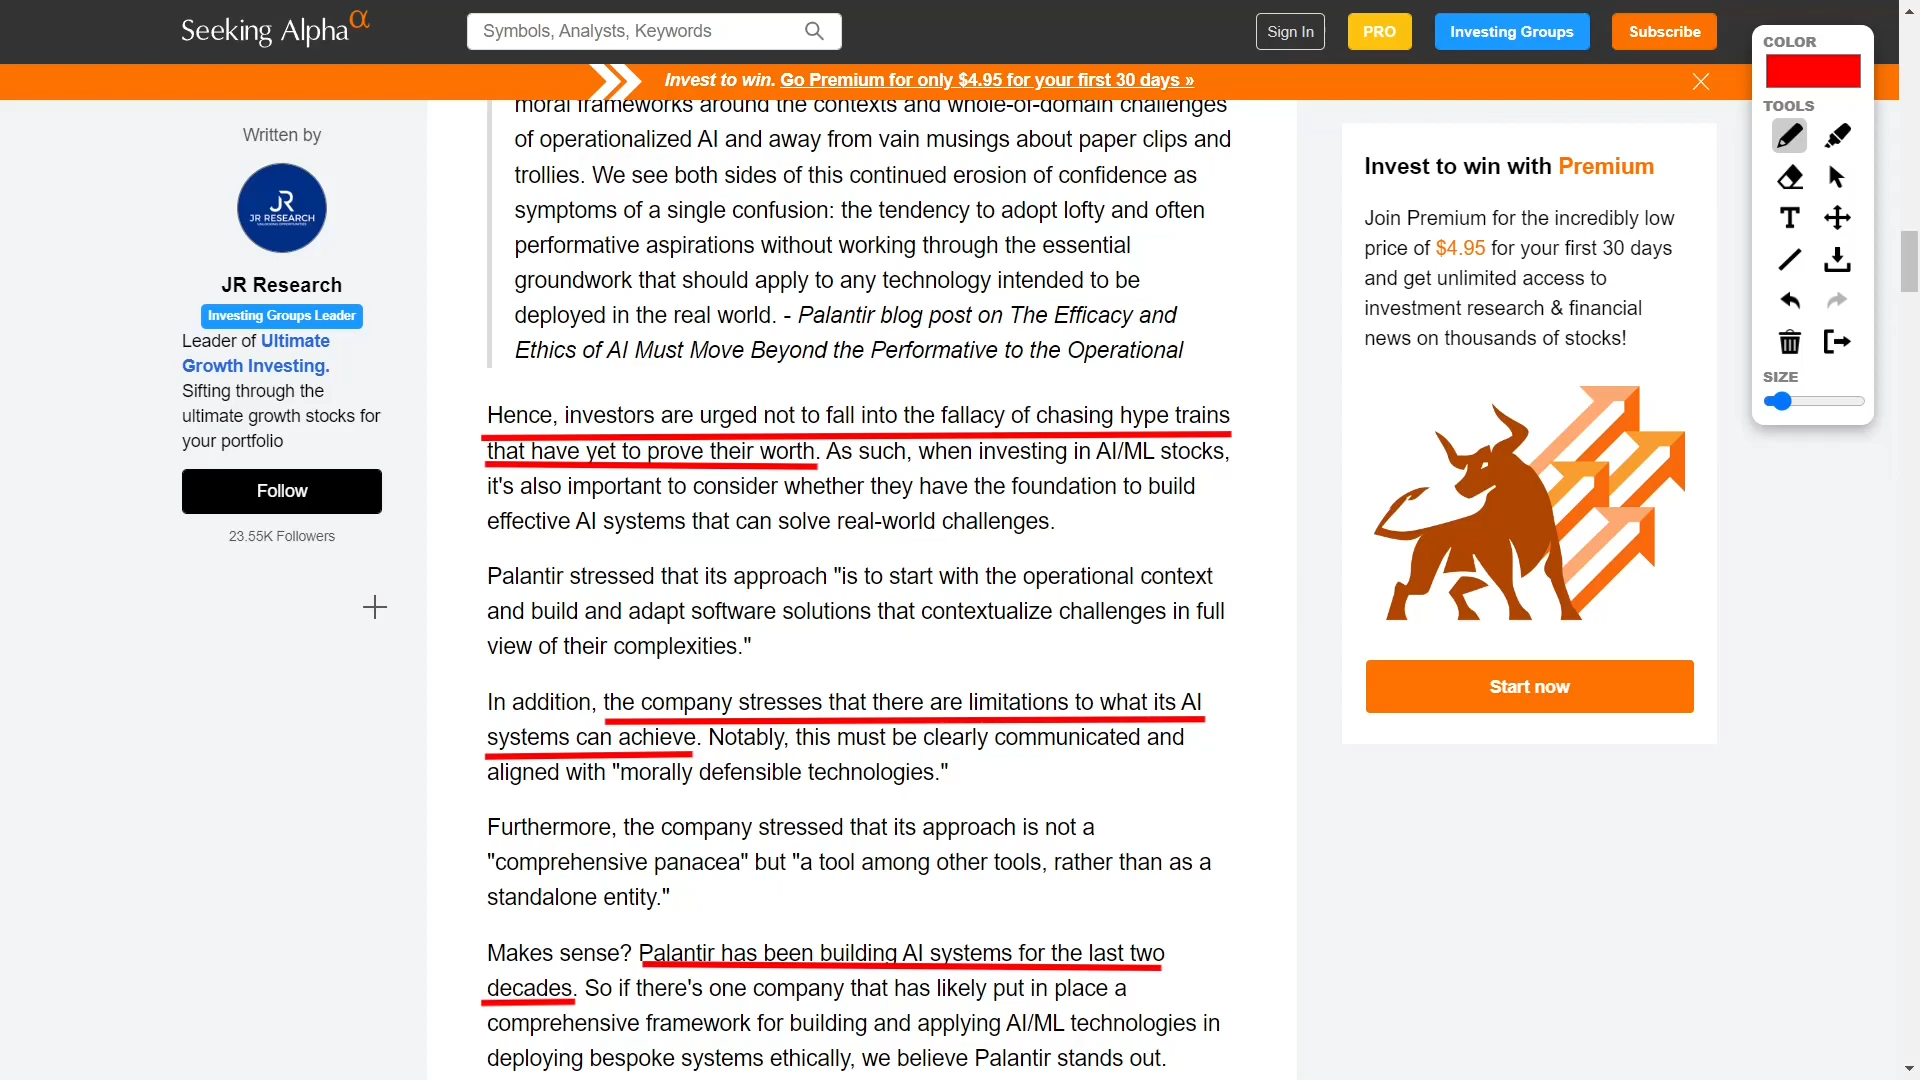 Seeking Alpha α
Symbols, Analysts, Keywords
Sign In
PRO
Investing Groups
Subscribe
Invest to win. Go Premium for only $4.95 for your first 30 days »
COLOR
TOOLS
SIZE
Written by
JR
JR RESEARCH
JR Research
Investing Groups Leader
Leader of Ultimate
Growth Investing.
Sifting through the
ultimate growth stocks for
your portfolio
Follow
23.55K Followers
moral frameworks around the contexts and whole-of-domain challenges
of operationalized AI and away from vain musings about paper clips and
trollies. We see both sides of this continued erosion of confidence as
symptoms of a single confusion: the tendency to adopt lofty and often
performative aspirations without working through the essential
groundwork that should apply to any technology intended to be
deployed in the real world. - Palantir blog post on The Efficacy and
Ethics of AI Must Move Beyond the Performative to the Operational
Hence, investors are urged not to fall into the fallacy of chasing hype trains
that have yet to prove their worth. As such, when investing in AI/ML stocks,
it's also important to consider whether they have the foundation to build
effective AI systems that can solve real-world challenges.
Palantir stressed that its approach "is to start with the operational context
and build and adapt software solutions that contextualize challenges in full
view of their complexities."
In addition, the company stresses that there are limitations to what its AI
systems can achieve. Notably, this must be clearly communicated and
aligned with "morally defensible technologies."
Furthermore, the company stressed that its approach is not a
"comprehensive panacea" but "a tool among other tools, rather than as a
standalone entity."
Makes sense? Palantir has been building AI systems for the last two
decades. So if there's one company that has likely put in place a
comprehensive framework for building and applying AI/ML technologies in
deploying bespoke systems ethically, we believe Palantir stands out.
Invest to win with Premium
Join Premium for the incredibly low
price of $4.95 for your first 30 days
and get unlimited access to
investment research & financial
news on thousands of stocks!
Start now